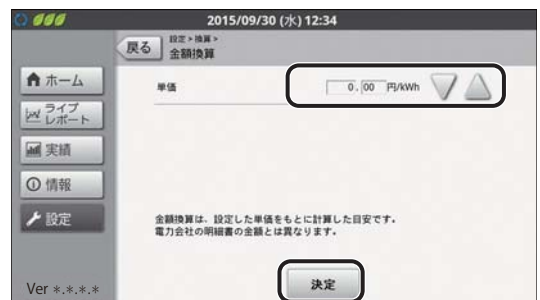 2015/09/30 (水) 12:34
戻る
設定 > 換算 >
金額換算
ホーム
ライブ
レポート
実績
情報
設定
Ver *.*.*.*
単価
0 . 00 円/kWh
金額換算は、設定した単価をもとに計算した目安です。
電力会社の明細書の金額とは異なります。
決定